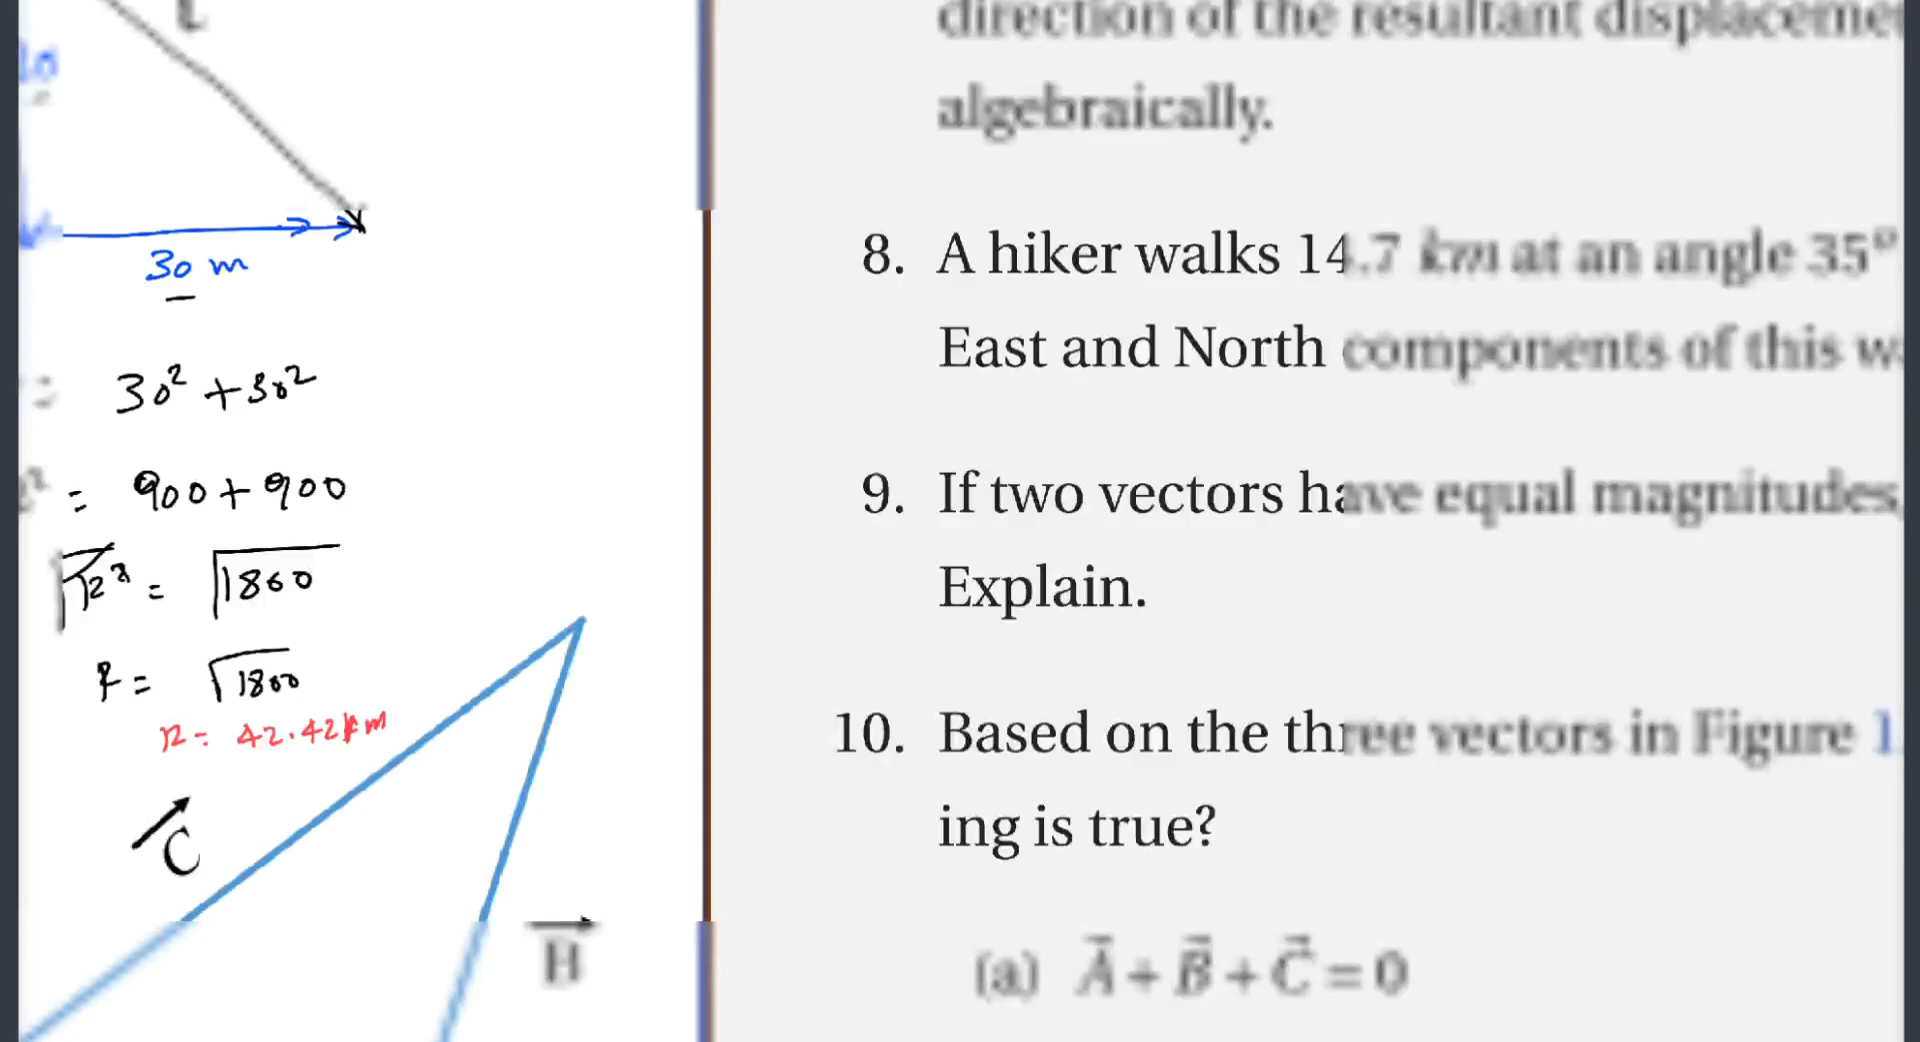 30 m
= 30² + 30²
= 900 + 900
= √1800
R = √1800
R = 42.42 km
C
B
direction of the resultant
algebraically.
8. A hiker walks 14.7 km at an angle 35°
East and North components of this
9. If two vectors have equal magnitudes,
Explain.
10. Based on the three vectors in Figure 1
ing is true?
(a) A⃗ + B⃗ + C⃗ = 0